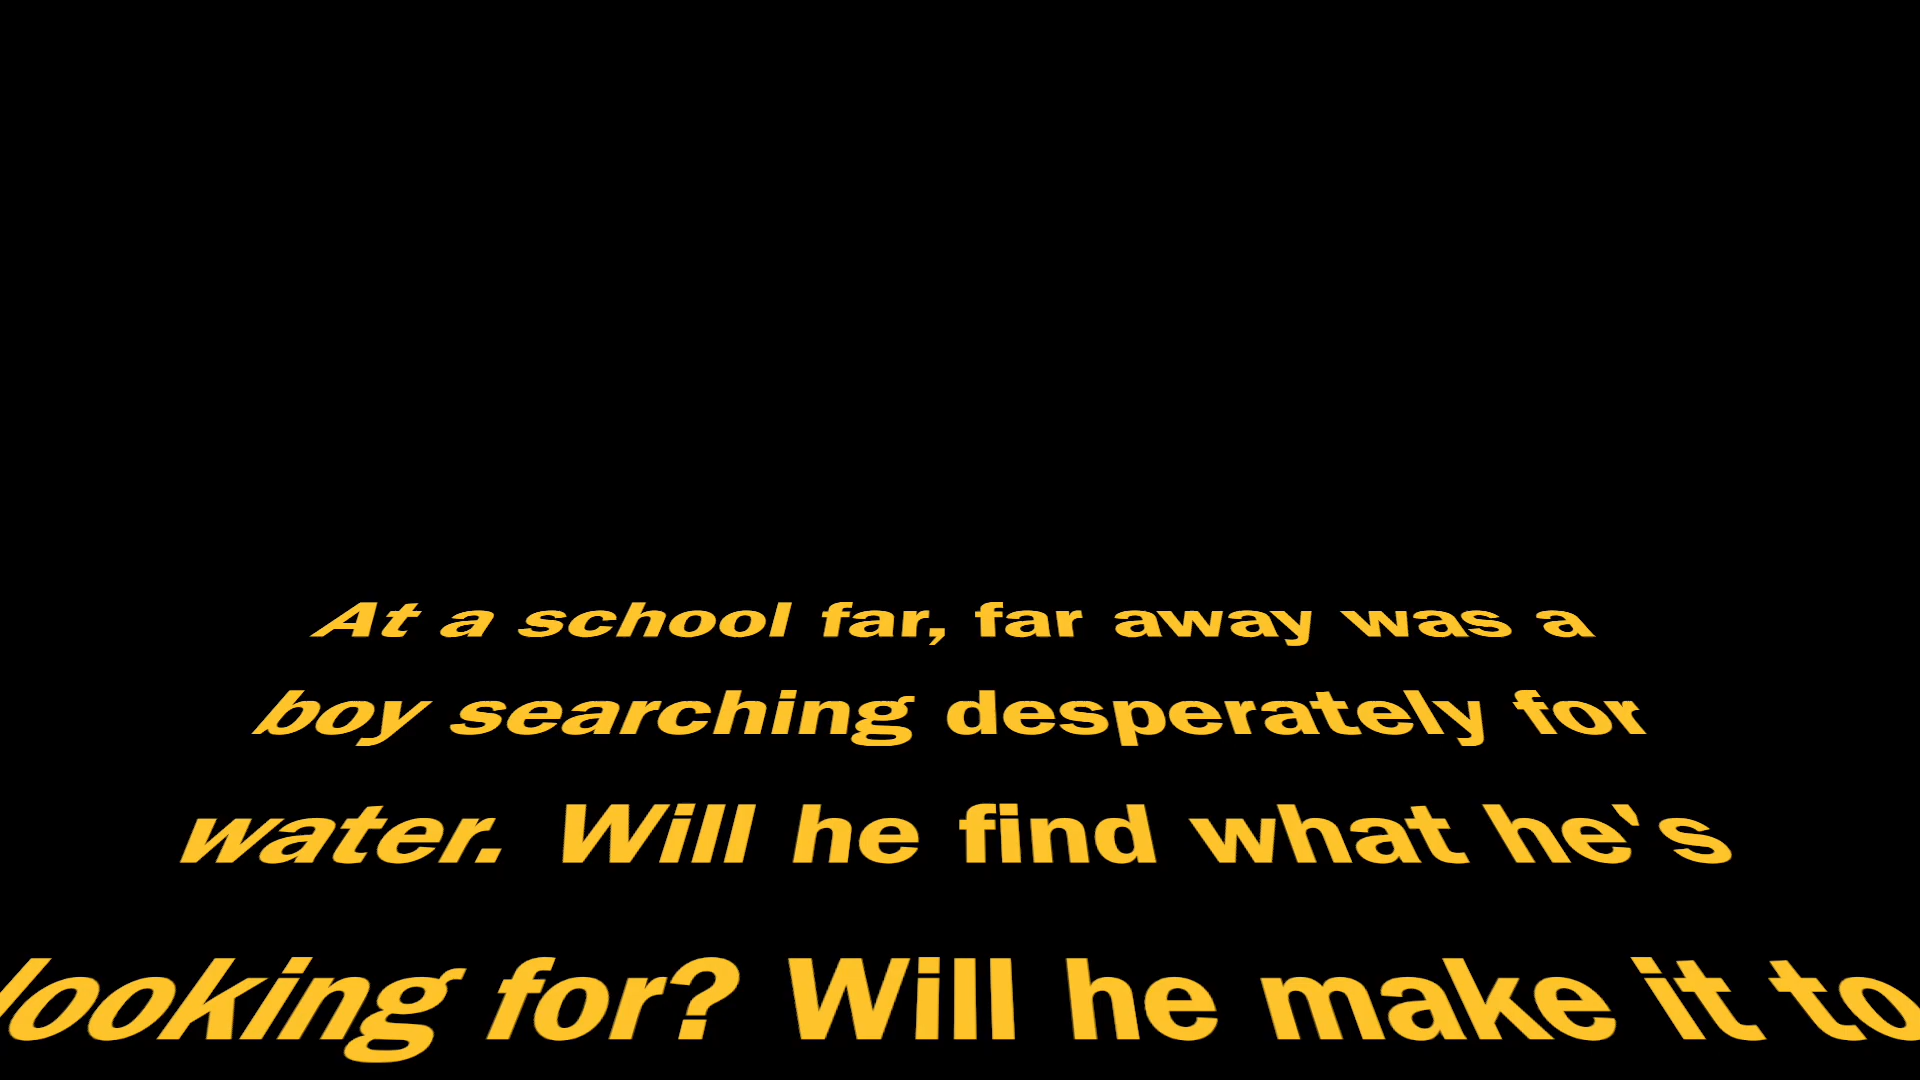 At a school far, far away was a
boy searching desperately for
water. Will he find what he's
looking for? Will he make it to